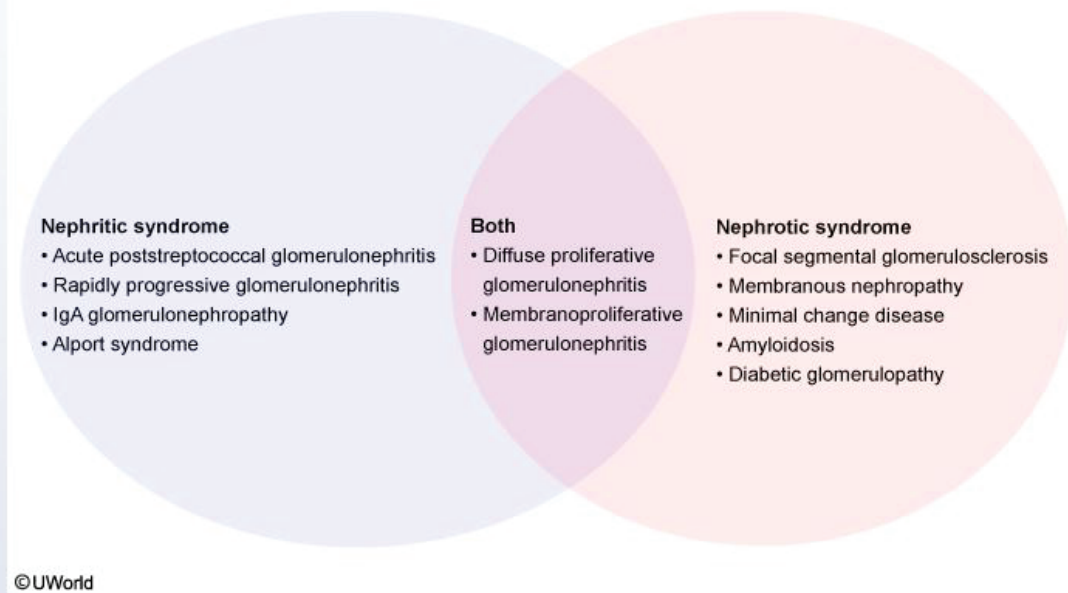 Nephritic syndrome
• Acute poststreptococcal glomerulonephritis
• Rapidly progressive glomerulonephritis
• IgA glomerulonephropathy
• Alport syndrome
Both
• Diffuse proliferative
glomerulonephritis
• Membranoproliferative
glomerulonephritis
Nephrotic syndrome
• Focal segmental glomerulosclerosis
• Membranous nephropathy
• Minimal change disease
• Amyloidosis
• Diabetic glomerulopathy
©UWorld